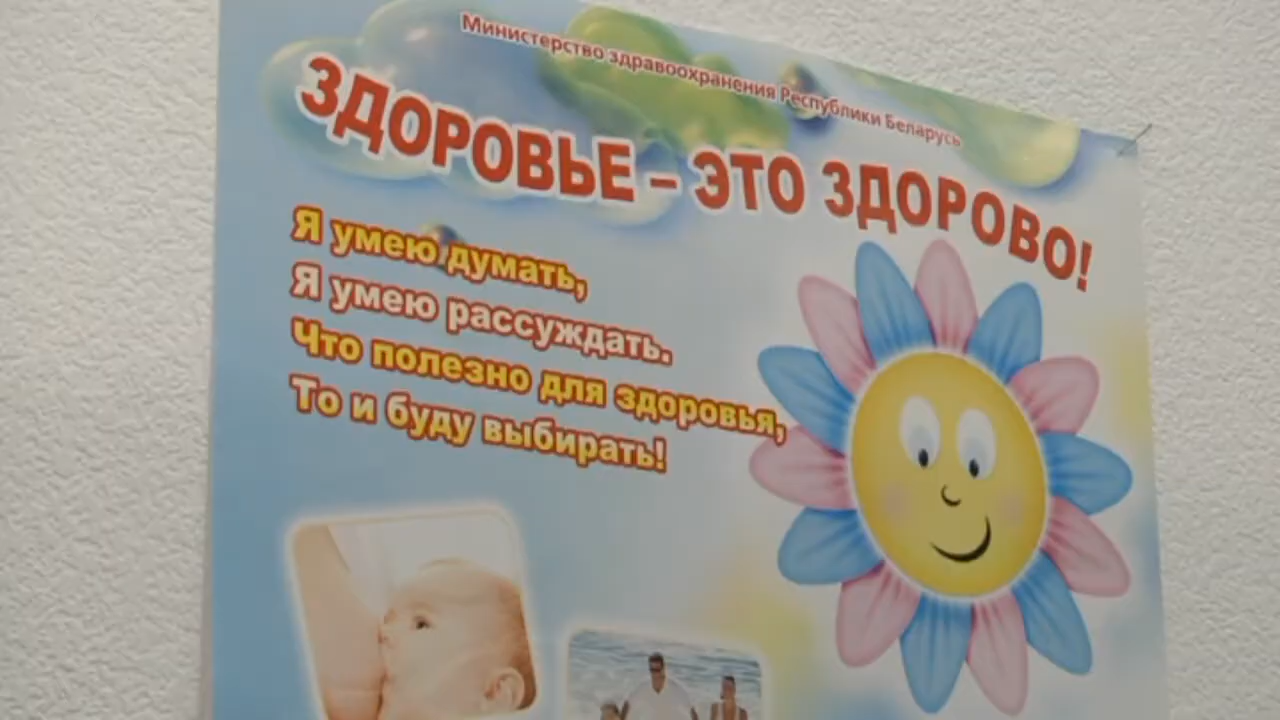 Министерство здравоохранения Республики Беларусь
ЗДОРОВЬЕ – ЭТО ЗДОРОВО!
Я умею думать,
Я умею рассуждать.
Что полезно для здоровья,
То и буду выбирать!